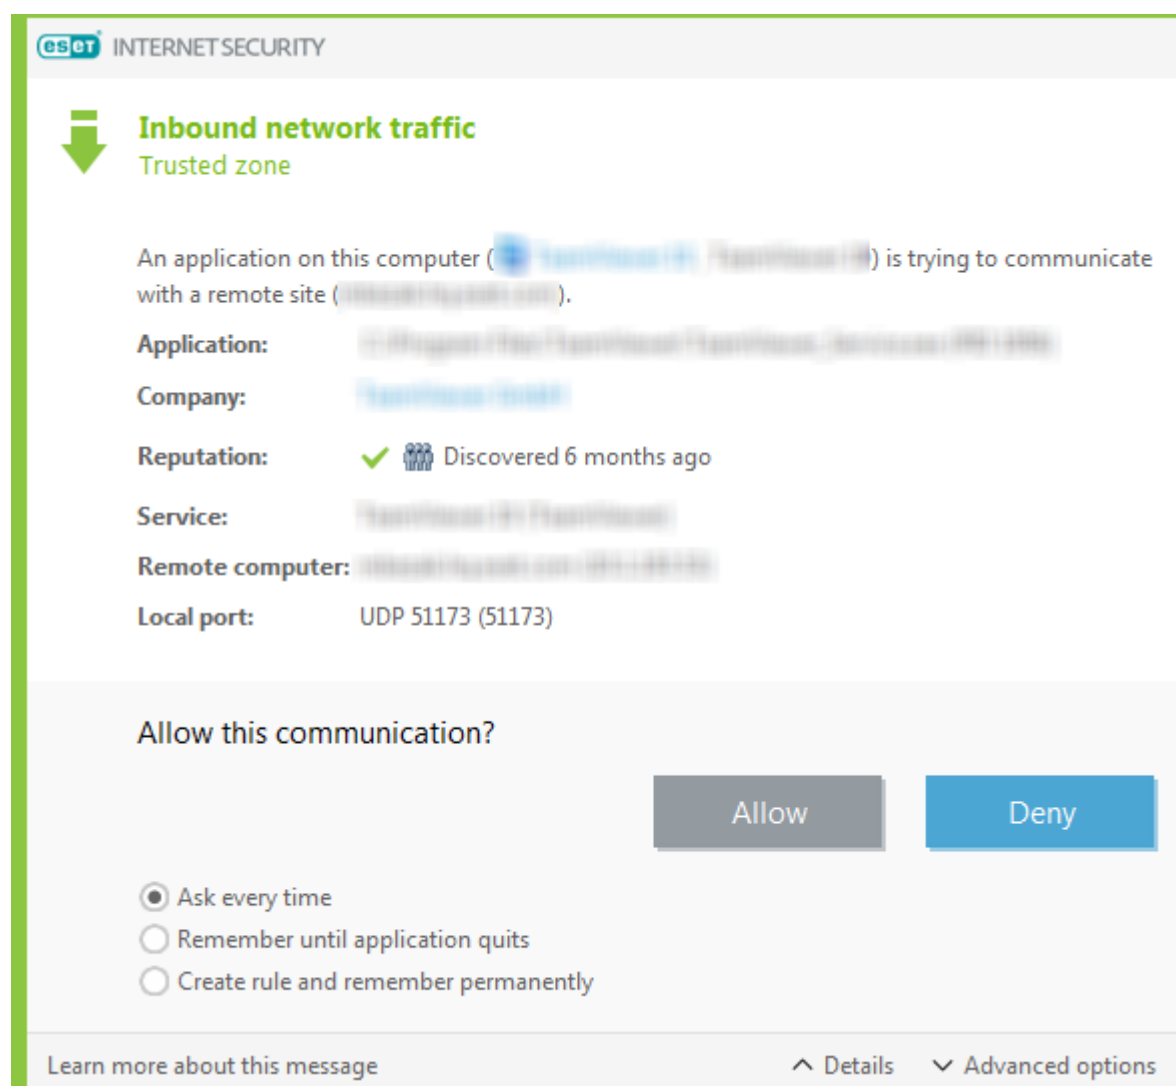 eset INTERNET SECURITY
Inbound network traffic
Trusted zone
An application on this computer ( ) is trying to communicate
with a remote site ( ).
Application:
Company:
Reputation: Discovered 6 months ago
Service:
Remote computer:
Local port: UDP 51173 (51173)
Allow this communication?
Allow Deny
Ask every time
Remember until application quits
Create rule and remember permanently
Learn more about this message Details Advanced options